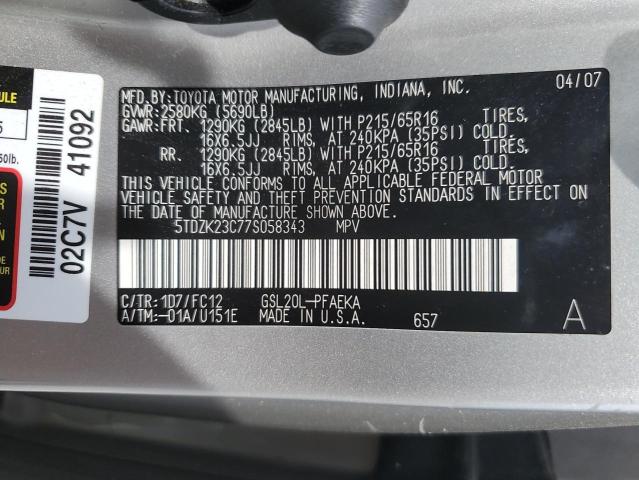 MFD.BY:TOYOTA MOTOR MANUFACTURING, INDIANA, INC. 04/07
GVWR:2580KG (5690LB)
GAWR:FRT. 1290KG (2845LB) WITH P215/65R16 TIRES,
16X6.5JJ RIMS, AT 240KPA (35PSI) COLD.
RR. 1290KG (2845LB) WITH P215/65R16 TIRES,
16X6.5JJ RIMS, AT 240KPA (35PSI) COLD.
THIS VEHICLE CONFORMS TO ALL APPLICABLE FEDERAL MOTOR
VEHICLE SAFETY AND THEFT PREVENTION STANDARDS IN EFFECT ON
THE DATE OF MANUFACTURE SHOWN ABOVE.
5TDZK23C77S058343 MPV
C/TR:1D7/FC12 GSL20L-PFAEKA
A/TM:-01A/U151E MADE IN U.S.A. 657 A
02C7V 41092